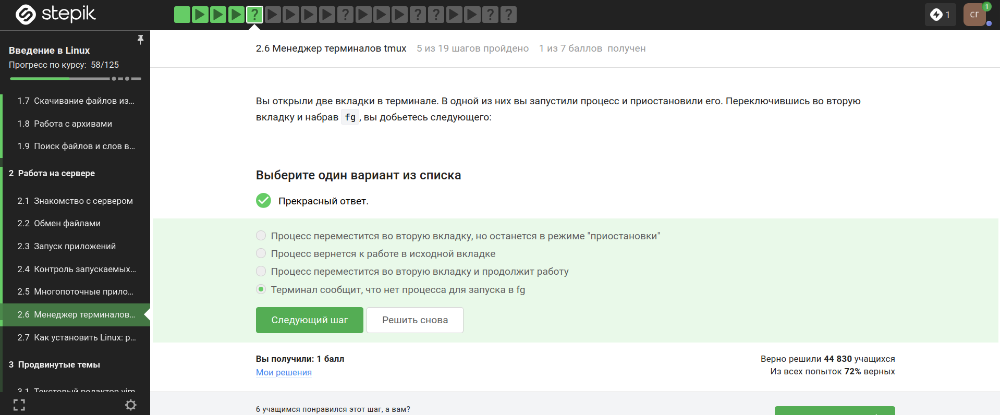 stepik
?
?
?
?
?
?
1
СГ
1
Введение в Linux
Прогресс по курсу: 58/125
1.7 Скачивание файлов из...
1.8 Работа с архивами
1.9 Поиск файлов и слов в...
2 Работа на сервере
2.1 Знакомство с сервером
2.2 Обмен файлами
2.3 Запуск приложений
2.4 Контроль запускаемых...
2.5 Многопоточные прило...
2.6 Менеджер терминалов...
2.7 Как установить Linux: р...
3 Продвинутые темы
3.1 Текстовый редактор vim
2.6 Менеджер терминалов tmux 5 из 19 шагов пройдено 1 из 7 баллов получен
Вы открыли две вкладки в терминале. В одной из них вы запустили процесс и приостановили его. Переключившись во вторую
вкладку и набрав fg, вы добьетесь следующего:
Выберите один вариант из списка
Прекрасный ответ.
Процесс переместится во вторую вкладку, но останется в режиме "приостановки"
Процесс вернется к работе в исходной вкладке
Процесс переместится во вторую вкладку и продолжит работу
Терминал сообщит, что нет процесса для запуска в fg
Следующий шаг Решить снова
Вы получили: 1 балл
Мои решения
Верно решили 44 830 учащихся
Из всех попыток 72% верных
6 учащимся понравился этот шаг, а вам?